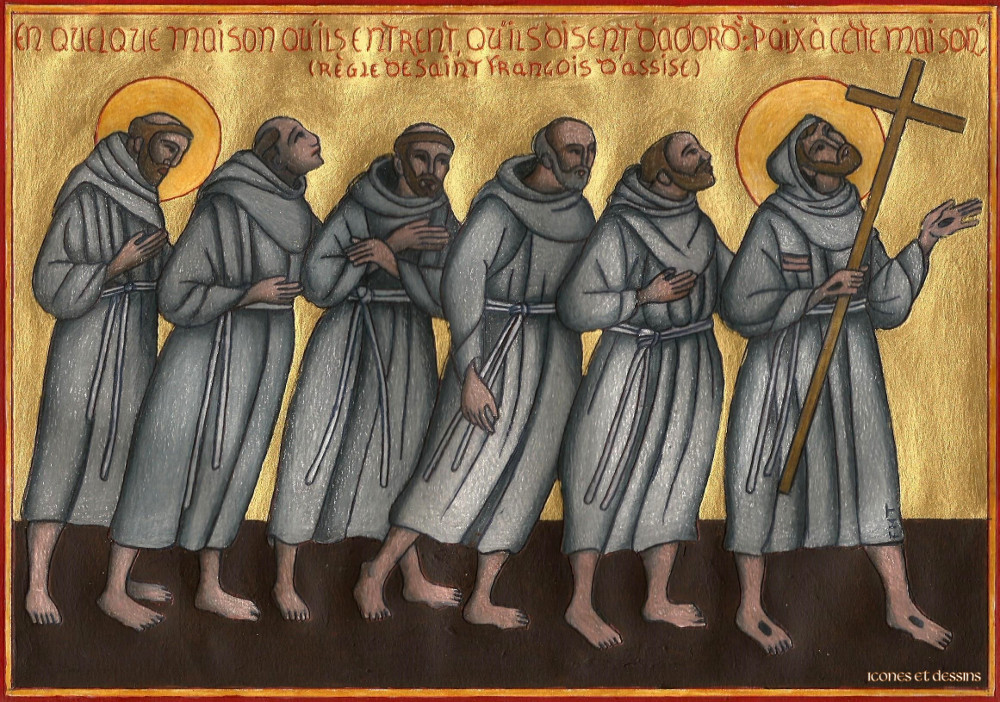 EN QUELQUE MAISON QU'ILS ENTRENT, QU'ILS DISENT D'ABORD : "PAIX À CETTE MAISON."
(RÈGLE DE SAINT FRANÇOIS D'ASSISE)
ICONES ET DESSINS